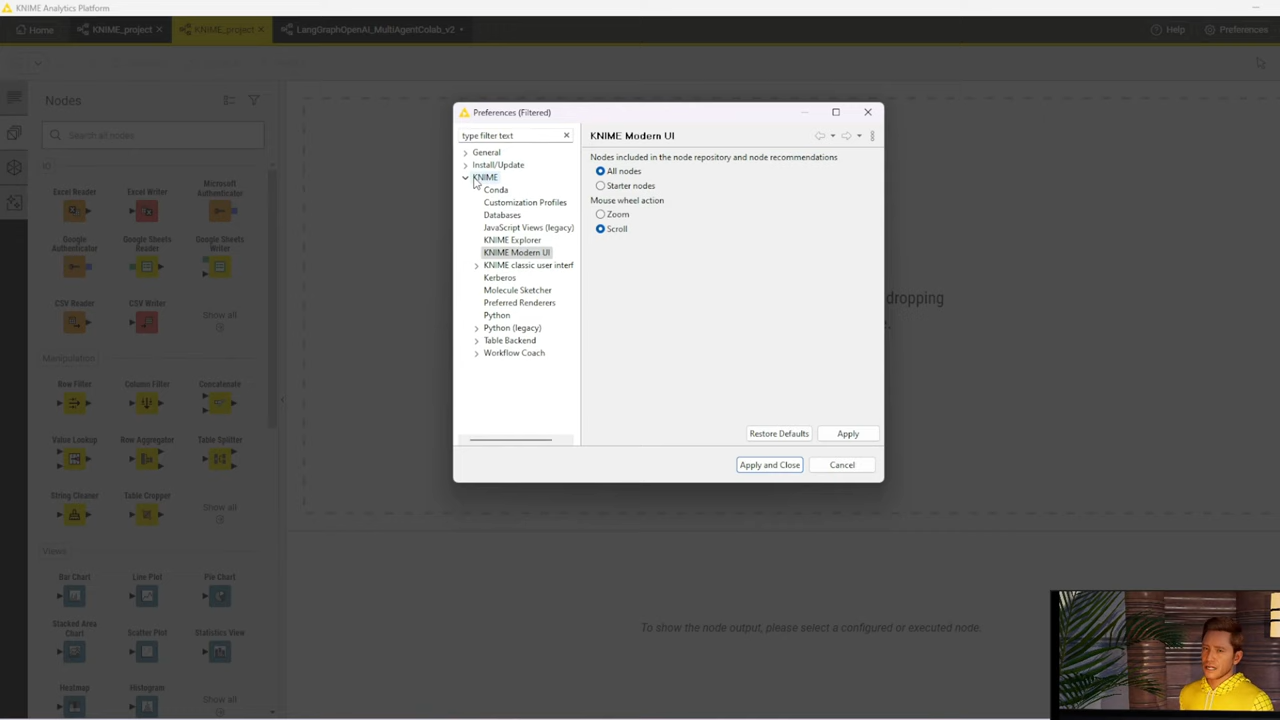 KNIME Analytics Platform
Home
KNIME_project
KNIME_project
LangGraphOpenAI_MultiAgentColab_v2
Help
Preferences
Nodes
Search all nodes
IO
Excel Reader
Excel Writer
Microsoft
Authenticator
Google
Authenticator
Google Sheets
Reader
Google Sheets
Writer
CSV Reader
CSV Writer
Show all
Manipulation
Row Filter
Column Filter
Concatenate
Value Lookup
Row Aggregator
Table Splitter
String Cleaner
Table Cropper
Show all
Views
Bar Chart
Line Plot
Pie Chart
Stacked Area
Chart
Scatter Plot
Statistics View
Heatmap
Histogram
Show all
Preferences (Filtered)
type filter text
General
Install/Update
KNIME
Conda
Customization Profiles
Databases
JavaScript Views (legacy)
KNIME Explorer
KNIME Modern UI
KNIME classic user interf
Kerberos
Molecule Sketcher
Preferred Renderers
Python
Python (legacy)
Table Backend
Workflow Coach
KNIME Modern UI
Nodes included in the node repository and node recommendations
All nodes
Starter nodes
Mouse wheel action
Zoom
Scroll
Restore Defaults
Apply
Apply and Close
Cancel
dropping
To show the node output, please select a configured or executed node.